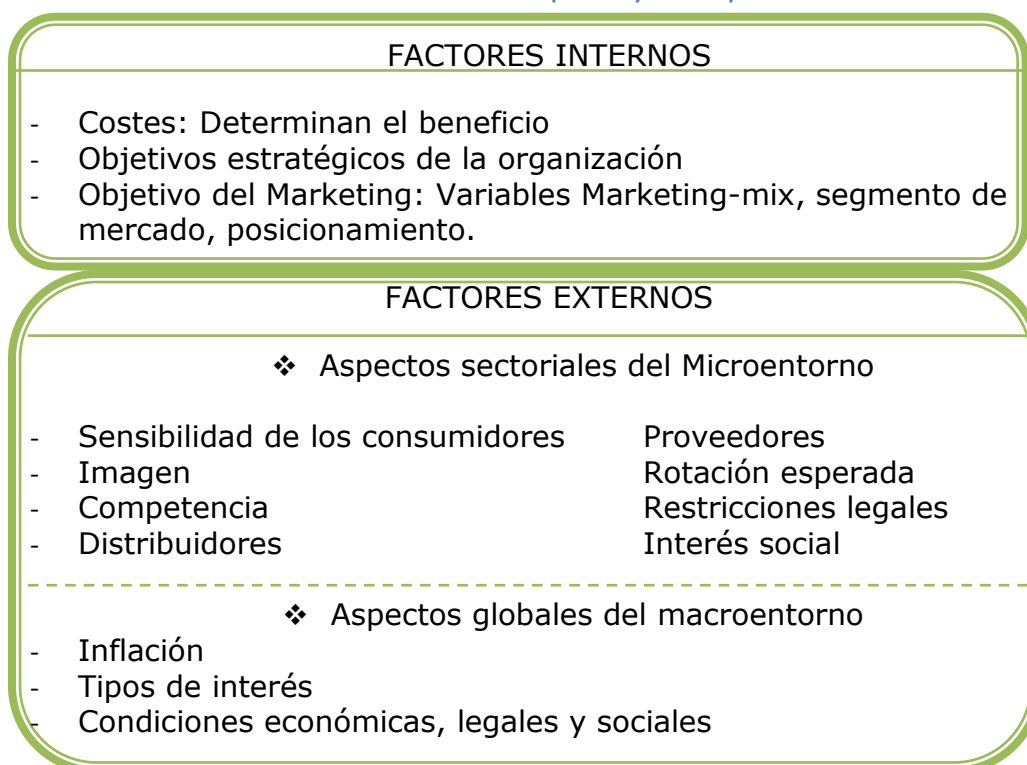 FACTORES INTERNOS
- Costes: Determinan el beneficio
- Objetivos estratégicos de la organización
- Objetivo del Marketing: Variables Marketing-mix, segmento de
mercado, posicionamiento.
FACTORES EXTERNOS
❖ Aspectos sectoriales del Microentorno
- Sensibilidad de los consumidores Proveedores
- Imagen Rotación esperada
- Competencia Restricciones legales
- Distribuidores Interés social
❖ Aspectos globales del macroentorno
- Inflación
- Tipos de interés
- Condiciones económicas, legales y sociales